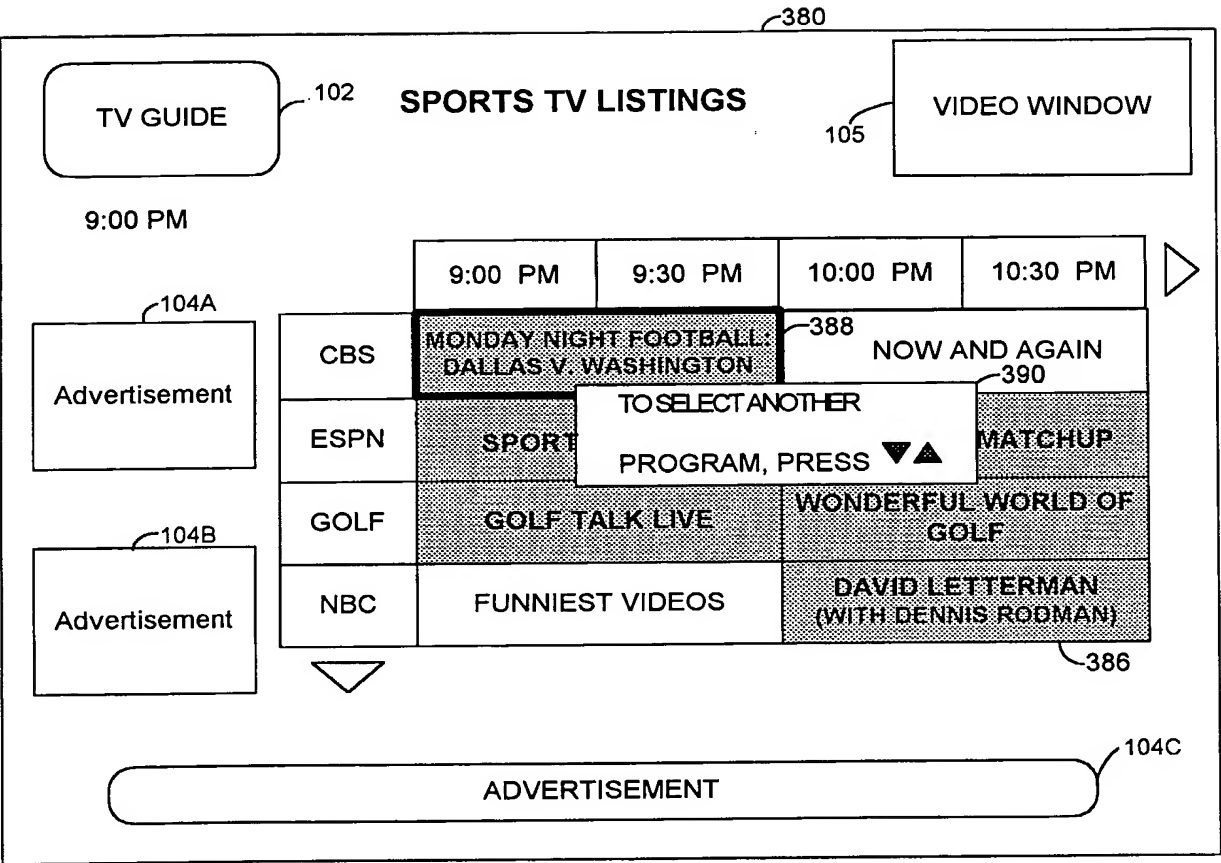 380
TV GUIDE
102
SPORTS TV LISTINGS
105
VIDEO WINDOW
9:00 PM
9:00 PM 9:30 PM 10:00 PM 10:30 PM
104A
Advertisement
CBS
MONDAY NIGHT FOOTBALL:
DALLAS V. WASHINGTON
388
NOW AND AGAIN
390
TO SELECT ANOTHER
PROGRAM, PRESS ▼▲
ESPN
SPORT
MATCHUP
GOLF
GOLF TALK LIVE
WONDERFUL WORLD OF
GOLF
104B
Advertisement
NBC
FUNNIEST VIDEOS
DAVID LETTERMAN
(WITH DENNIS RODMAN)
386
104C
ADVERTISEMENT